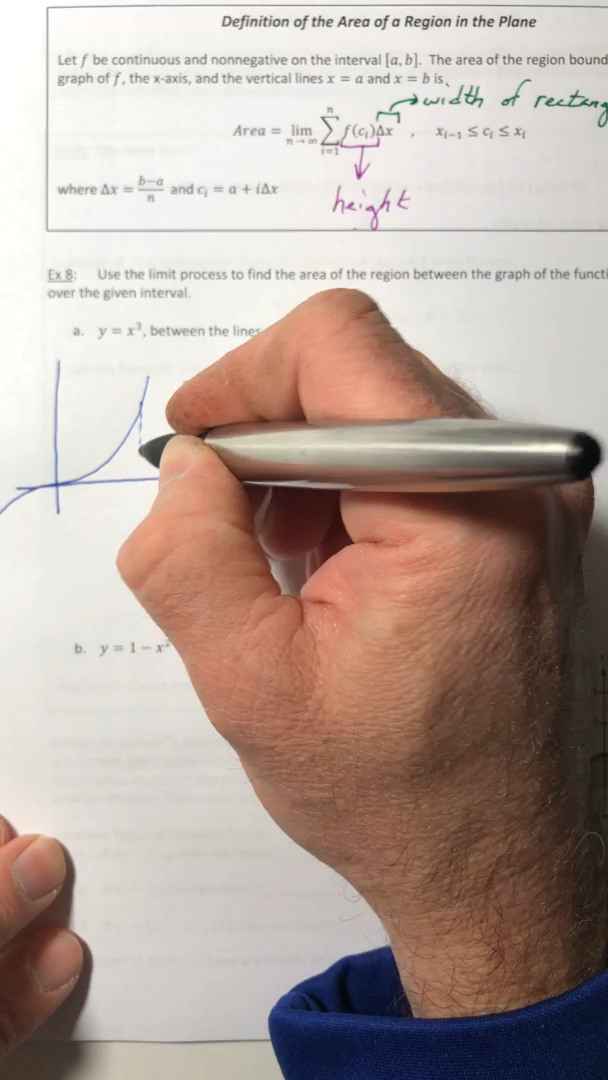 Definition of the Area of a Region in the Plane
Let f be continuous and nonnegative on the interval [a, b]. The area of the region bound
graph of f, the x-axis, and the vertical lines x = a and x = b is
→ width of rectang
Area = lim n→∞ n ∑ i=1 f(cᵢ)Δx , xᵢ₋₁ ≤ cᵢ ≤ xᵢ
where Δx = b−a/n and cᵢ = a + iΔx
height
Ex 8: Use the limit process to find the area of the region between the graph of the functi
over the given interval.
a. y = x³, between the lines
b. y = 1 − x²